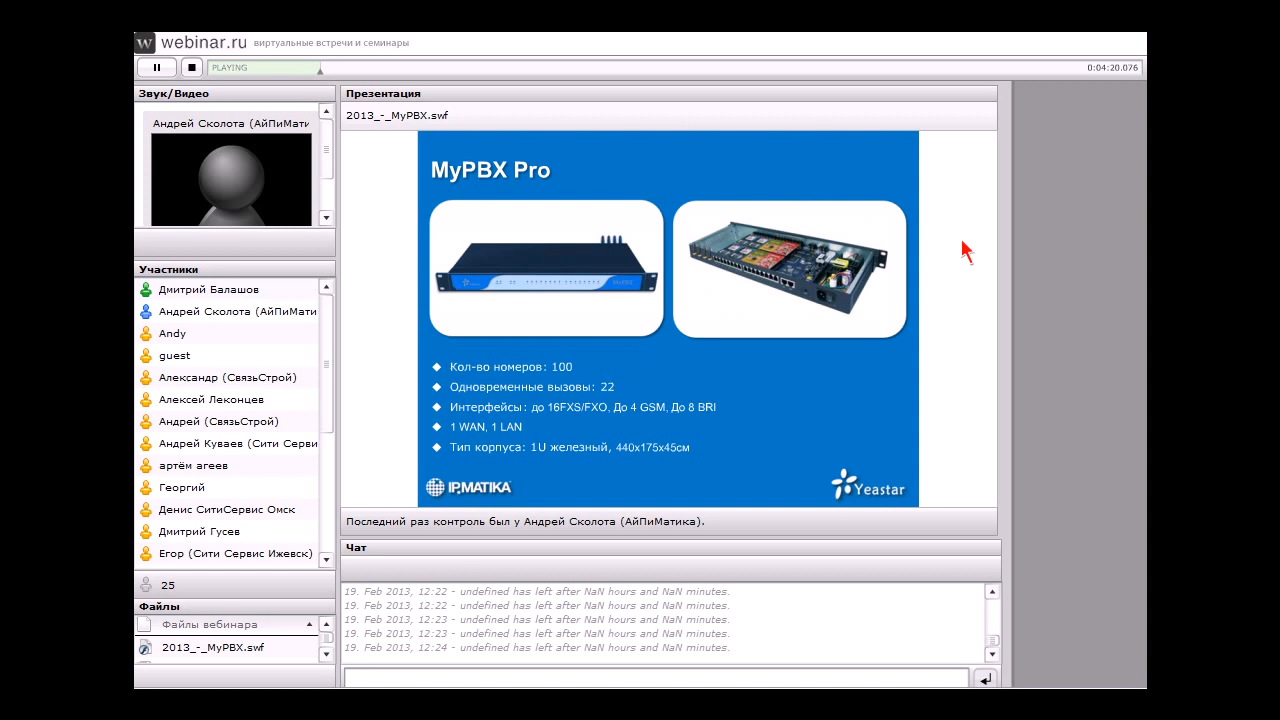 w webinar.ru виртуальные встречи и семинары
PLAYING
0:04:20.076
Звук/Видео
Андрей Сколота (АйПиМати
Участники
Дмитрий Балашов
Андрей Сколота (АйПиМати
Andy
guest
Александр (СвязьСтрой)
Алексей Леконцев
Андрей (СвязьСтрой)
Андрей Куваев (Сити Серви
артём агеев
Георгий
Денис СитиСервис Омск
Дмитрий Гусев
Егор (Сити Сервис Ижевск)
25
Файлы
Файлы вебинара
2013_-_MyPBX.swf
Презентация
2013_-_MyPBX.swf
MyPBX Pro
MyPBX
Кол-во номеров: 100
Одновременные вызовы: 22
Интерфейсы: до 16FXS/FXO, До 4 GSM, До 8 BRI
1 WAN, 1 LAN
Тип корпуса: 1U железный, 440x175x45см
IPMATIKA
Yeastar
Последний раз контроль был у Андрей Сколота (АйПиМатика).
Чат
19. Feb 2013, 12:22 - undefined has left after NaN hours and NaN minutes.
19. Feb 2013, 12:22 - undefined has left after NaN hours and NaN minutes.
19. Feb 2013, 12:23 - undefined has left after NaN hours and NaN minutes.
19. Feb 2013, 12:23 - undefined has left after NaN hours and NaN minutes.
19. Feb 2013, 12:24 - undefined has left after NaN hours and NaN minutes.